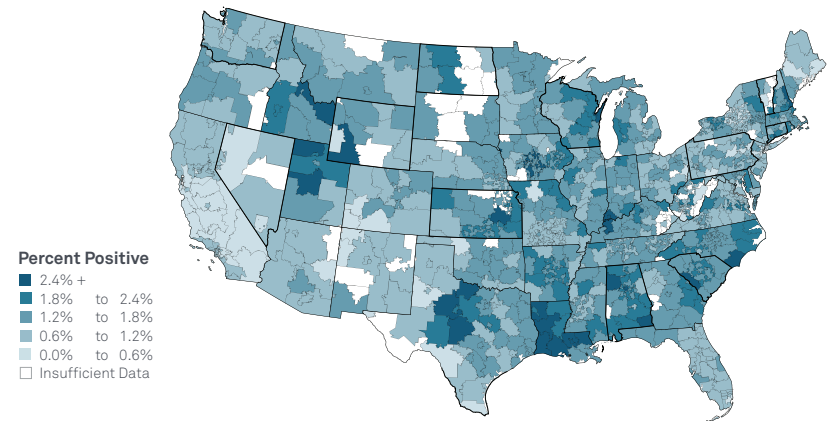 Percent Positive
2.4% +
1.8% to 2.4%
1.2% to 1.8%
0.6% to 1.2%
0.0% to 0.6%
Insufficient Data